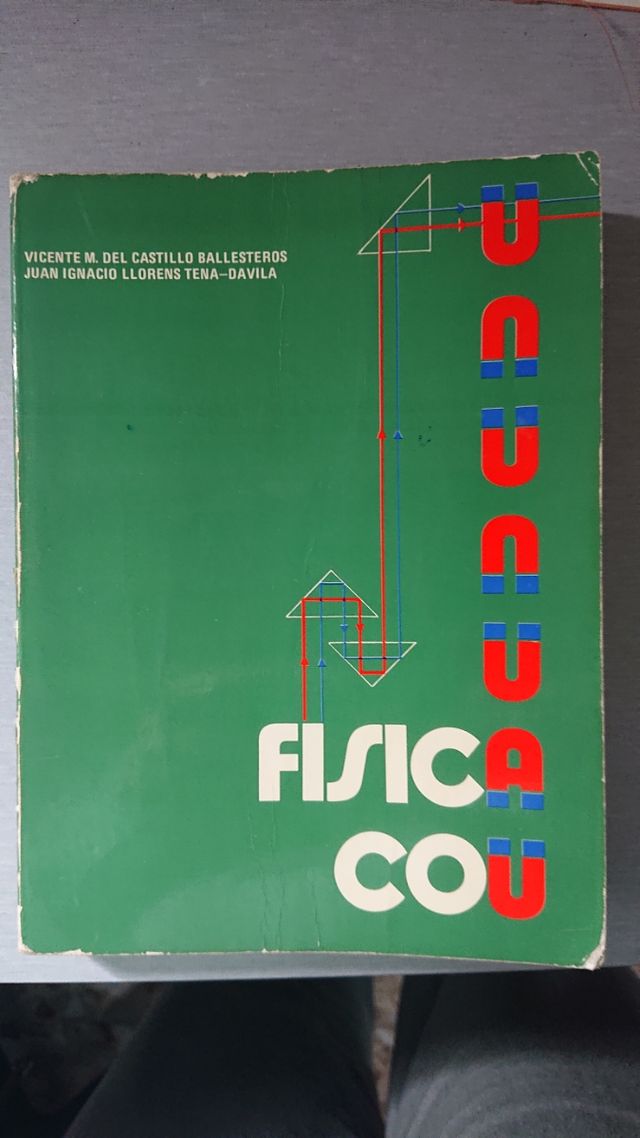 VICENTE M. DEL CASTILLO BALLESTEROS
JUAN IGNACIO LLORENS TENA–DAVILA
FISICA
COU